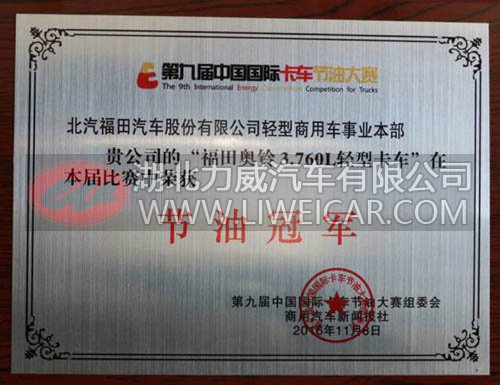 第九届中国国际卡车节油大赛
The 9th International Energy Competition for Trucks
北汽福田汽车股份有限公司轻型商用车事业本部
贵公司的“福田奥铃 3.760L轻型卡车”在
本届比赛中荣获
湖北力威汽车有限公司
WWW.LIWEICAR.COM
节油冠军
第九届中国国际卡车节油大赛组委会
商用汽车新闻报社
2016年11月8日